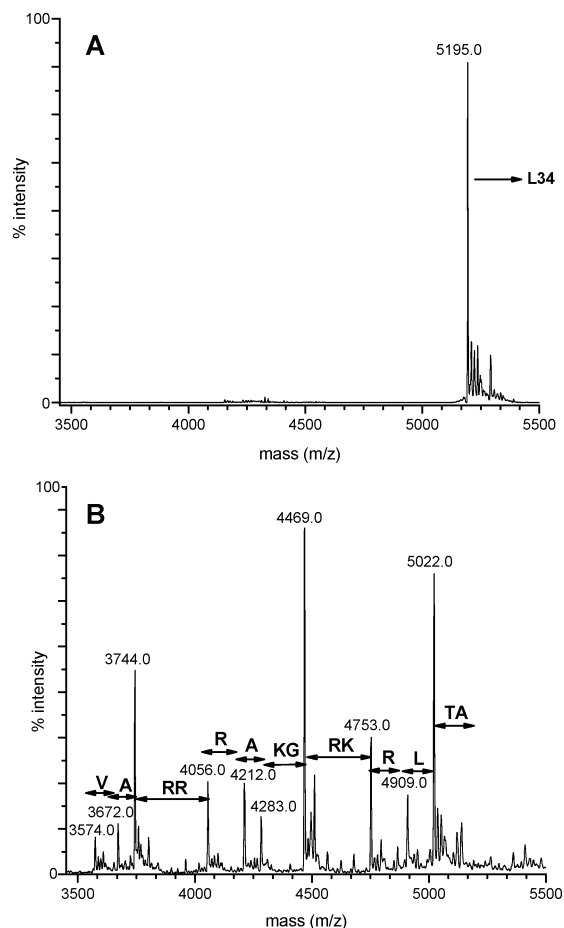 100
A
5195.0
L34
% intensity
0
3500 4000 4500 5000 5500
mass (m/z)
100
B
4469.0
5022.0
3744.0
TA
4753.0
R
A KG RK R L
V A RR 4056.0 4212.0 4909.0
3672.0 4283.0
3574.0
% intensity
0
3500 4000 4500 5000 5500
mass (m/z)